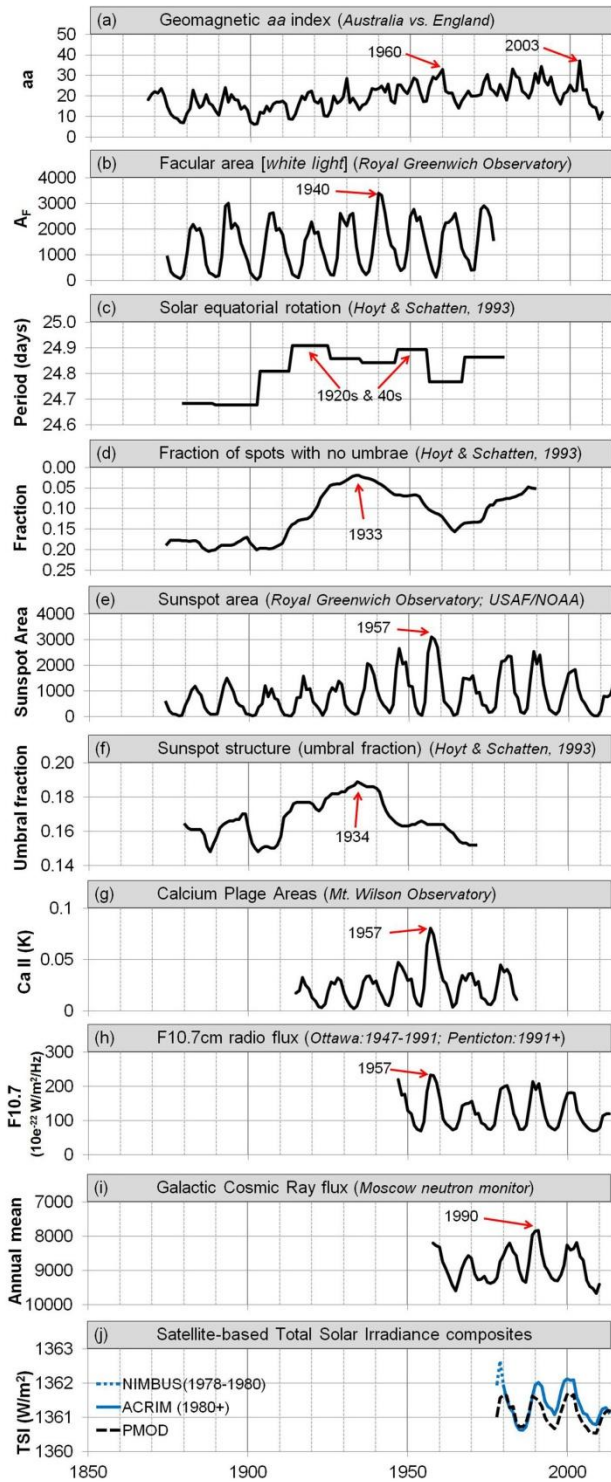 (a) Geomagnetic aa index (Australia vs. England)
50
40
30
20
10
0
aa
1960
2003
(b) Facular area [white light] (Royal Greenwich Observatory)
4000
3000
2000
1000
0
A_F
1940
(c) Solar equatorial rotation (Hoyt & Schatten, 1993)
25.0
24.9
24.8
24.7
24.6
Period (days)
1920s & 40s
(d) Fraction of spots with no umbrae (Hoyt & Schatten, 1993)
0.00
0.05
0.10
0.15
0.20
0.25
Fraction
1933
(e) Sunspot area (Royal Greenwich Observatory; USAF/NOAA)
4000
3000
2000
1000
0
Sunspot Area
1957
(f) Sunspot structure (umbral fraction) (Hoyt & Schatten, 1993)
0.20
0.18
0.16
0.14
Umbral fraction
1934
(g) Calcium Plage Areas (Mt. Wilson Observatory)
0.1
0.05
0
Ca II (K)
1957
(h) F10.7cm radio flux (Ottawa:1947-1991; Penticton:1991+)
300
200
100
0
F10.7
(10e⁻²² W/m²/Hz)
1957
(i) Galactic Cosmic Ray flux (Moscow neutron monitor)
7000
8000
9000
10000
Annual mean
1990
(j) Satellite-based Total Solar Irradiance composites
1363
1362
1361
1360
TSI (W/m²)
NIMBUS(1978-1980)
ACRIM (1980+)
PMOD
1850 1900 1950 2000